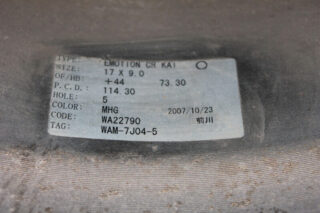 TYPE: EMOTION CR KAI
SIZE: 17 X 9.0
OF/HB: +44 73.30
P.C.D.: 114.30
HOLE: 5
COLOR: MHG 2007/10/23
CODE: WA22790 前川
TAG: WAM-7J04-5